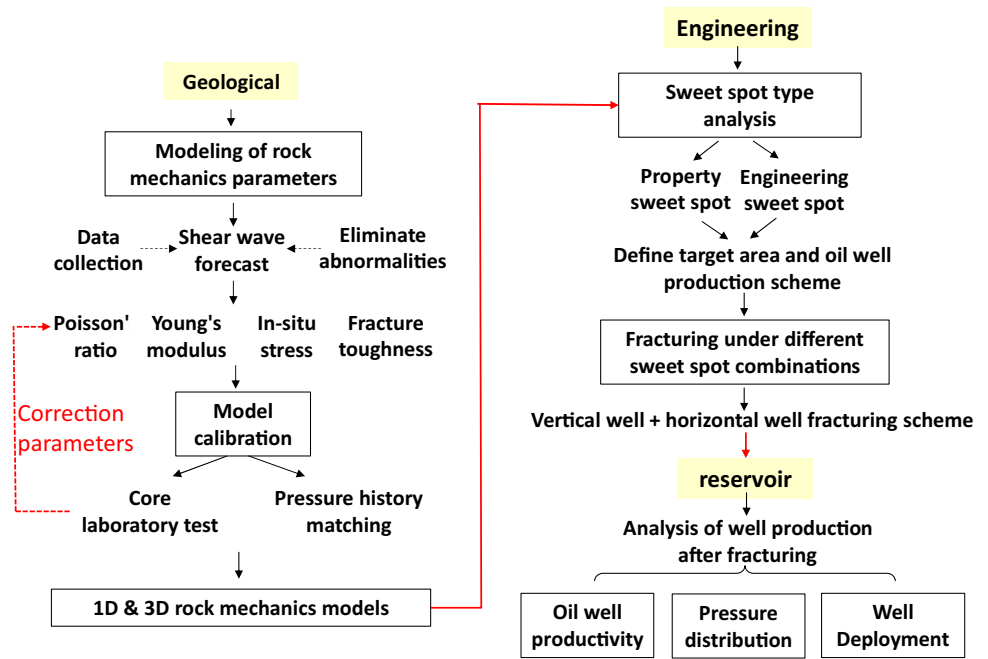 Geological
Modeling of rock
mechanics parameters
Data
collection
Shear wave
forecast
Eliminate
abnormalities
Poisson'
ratio
Young's
modulus
In-situ
stress
Fracture
toughness
Correction
parameters
Model
calibration
Core
laboratory test
Pressure history
matching
1D & 3D rock mechanics models
Engineering
Sweet spot type
analysis
Property
sweet spot
Engineering
sweet spot
Define target area and oil well
production scheme
Fracturing under different
sweet spot combinations
Vertical well + horizontal well fracturing scheme
reservoir
Analysis of well production
after fracturing
Oil well
productivity
Pressure
distribution
Well
Deployment